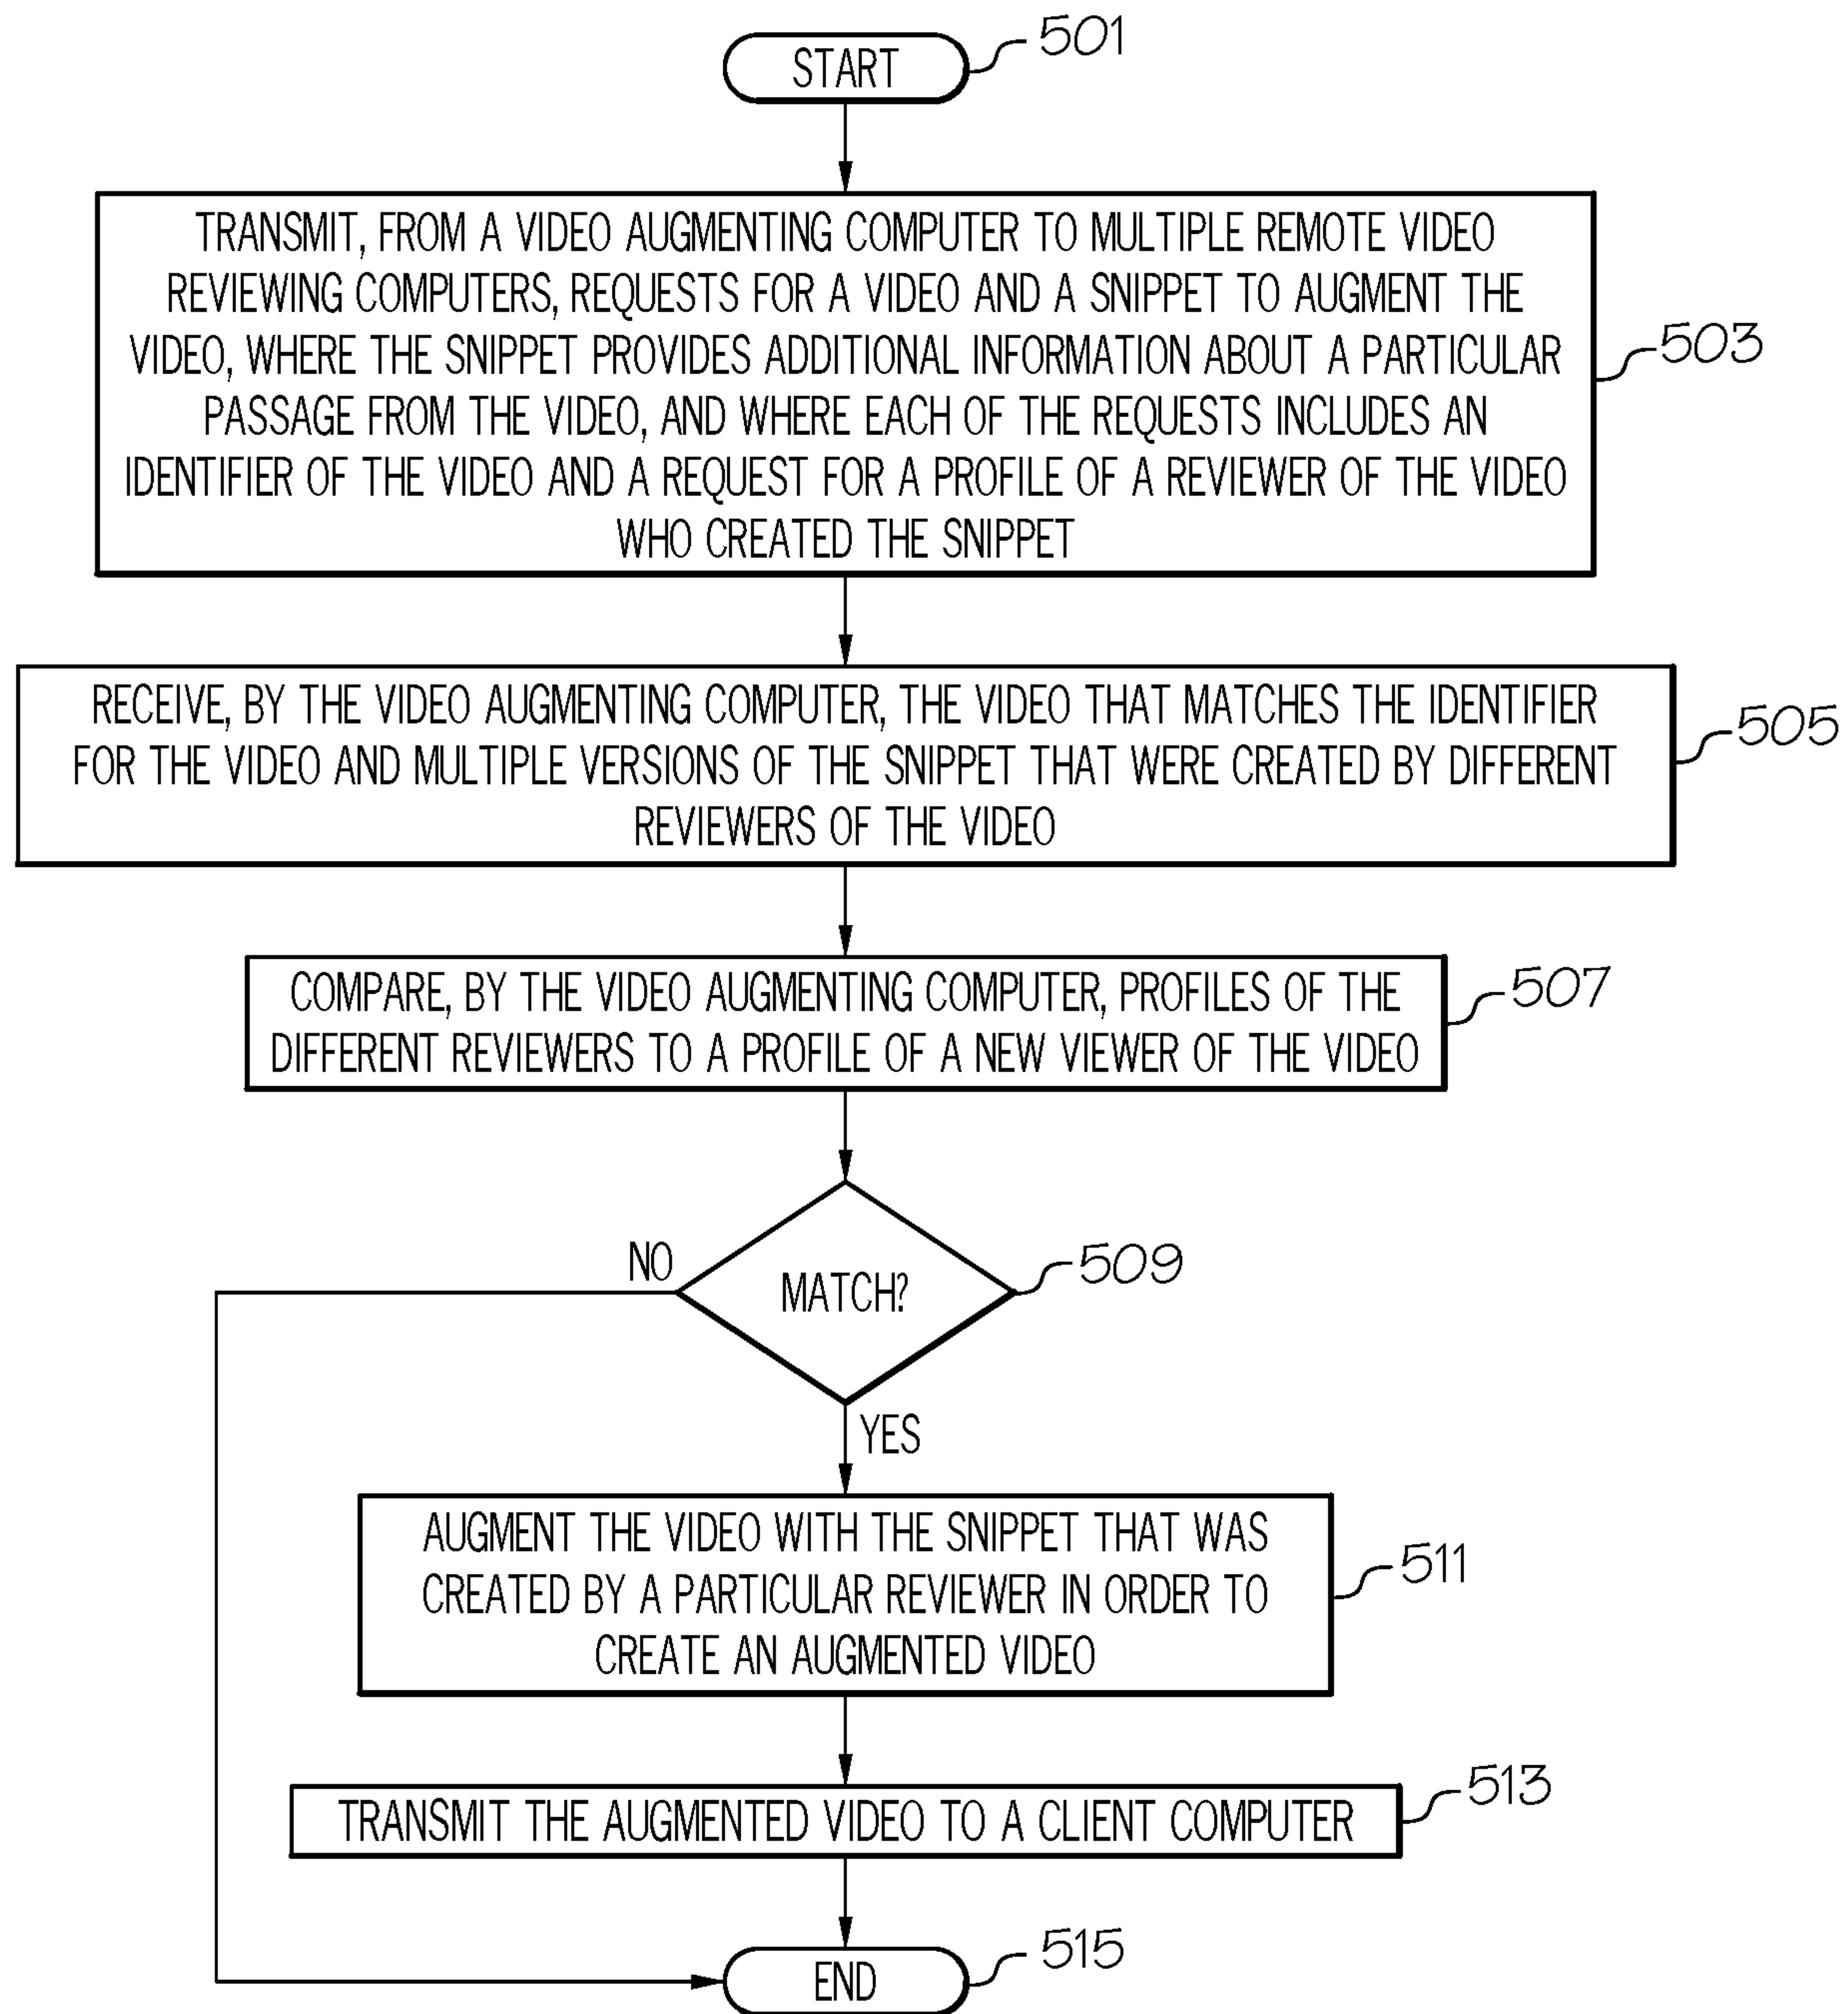 START
501
TRANSMIT, FROM A VIDEO AUGMENTING COMPUTER TO MULTIPLE REMOTE VIDEO
REVIEWING COMPUTERS, REQUESTS FOR A VIDEO AND A SNIPPET TO AUGMENT THE
VIDEO, WHERE THE SNIPPET PROVIDES ADDITIONAL INFORMATION ABOUT A PARTICULAR
PASSAGE FROM THE VIDEO, AND WHERE EACH OF THE REQUESTS INCLUDES AN
IDENTIFIER OF THE VIDEO AND A REQUEST FOR A PROFILE OF A REVIEWER OF THE VIDEO
WHO CREATED THE SNIPPET
503
RECEIVE, BY THE VIDEO AUGMENTING COMPUTER, THE VIDEO THAT MATCHES THE IDENTIFIER
FOR THE VIDEO AND MULTIPLE VERSIONS OF THE SNIPPET THAT WERE CREATED BY DIFFERENT
REVIEWERS OF THE VIDEO
505
COMPARE, BY THE VIDEO AUGMENTING COMPUTER, PROFILES OF THE
DIFFERENT REVIEWERS TO A PROFILE OF A NEW VIEWER OF THE VIDEO
507
NO
MATCH?
509
YES
AUGMENT THE VIDEO WITH THE SNIPPET THAT WAS
CREATED BY A PARTICULAR REVIEWER IN ORDER TO
CREATE AN AUGMENTED VIDEO
511
TRANSMIT THE AUGMENTED VIDEO TO A CLIENT COMPUTER
513
END
515